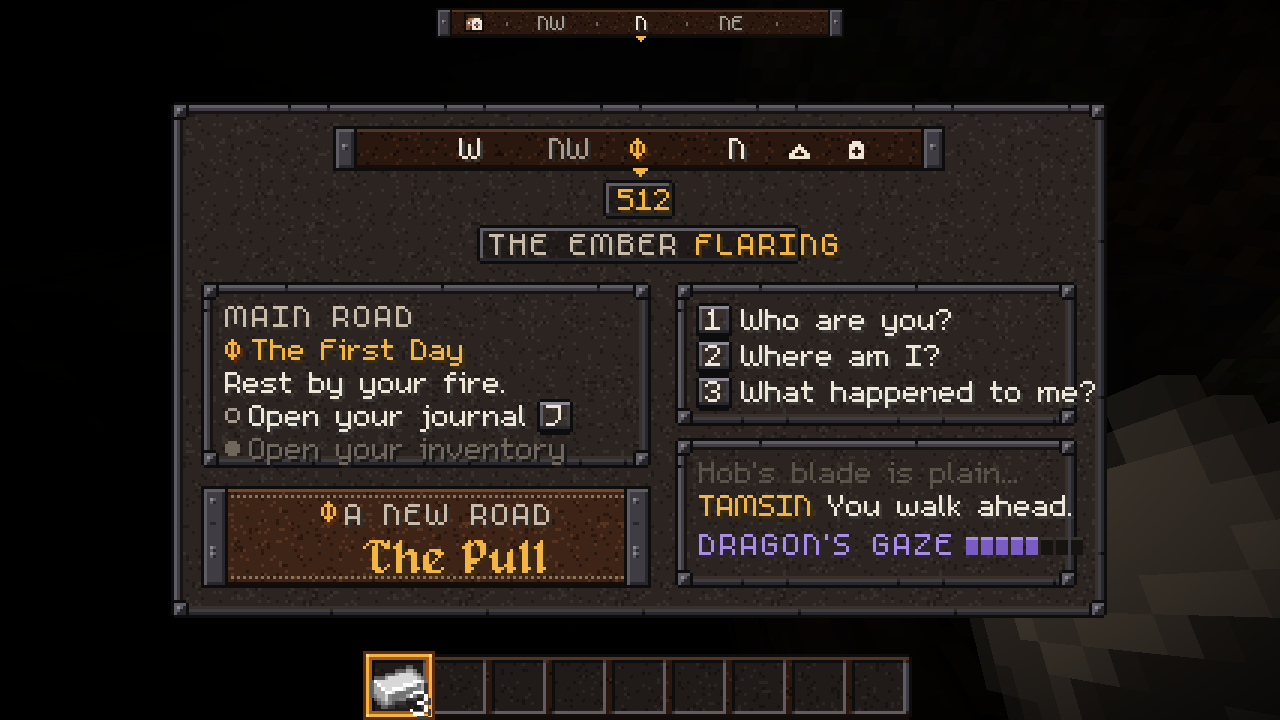 NW N NE
W NW N
512
THE EMBER FLARING
MAIN ROAD
The First Day
Rest by your fire.
Open your journal J
Open your inventory
A NEW ROAD
The Pull
1 Who are you?
2 Where am I?
3 What happened to me?
Hob's blade is plain...
TAMSIN You walk ahead.
DRAGON'S GAZE
3